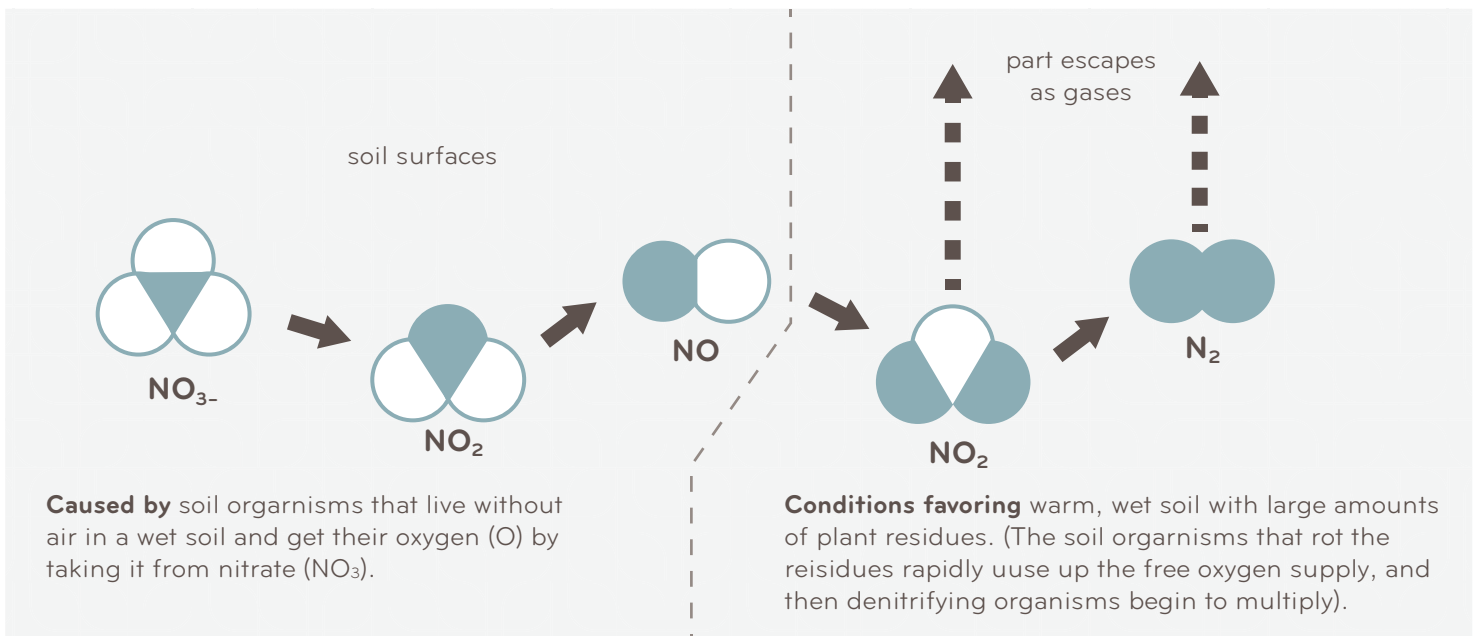 part escapes
as gases
soil surfaces
NO₃₋
NO₂
NO
NO₂
N₂
Caused by soil orgarnisms that live without
air in a wet soil and get their oxygen (O) by
taking it from nitrate (NO₃).
Conditions favoring warm, wet soil with large amounts
of plant residues. (The soil orgarnisms that rot the
reisidues rapidly uuse up the free oxygen supply, and
then denitrifying organisms begin to multiply).